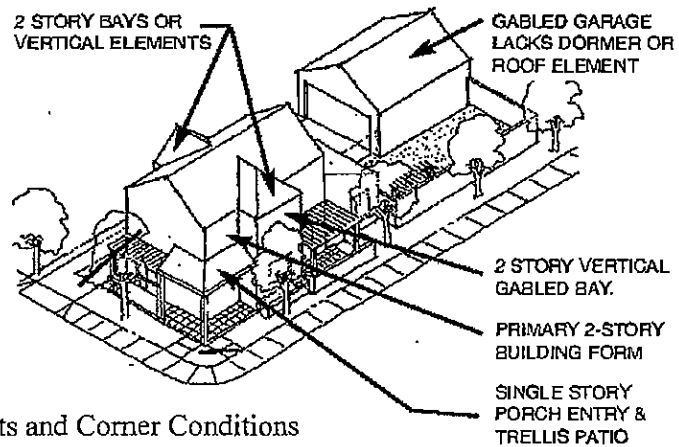 2 STORY BAYS OR
VERTICAL ELEMENTS
GABLED GARAGE
LACKS DORMER OR
ROOF ELEMENT
2 STORY VERTICAL
GABLED BAY.
PRIMARY 2-STORY
BUILDING FORM
SINGLE STORY
PORCH ENTRY &
TRELLIS PATIO
ts and Corner Conditions